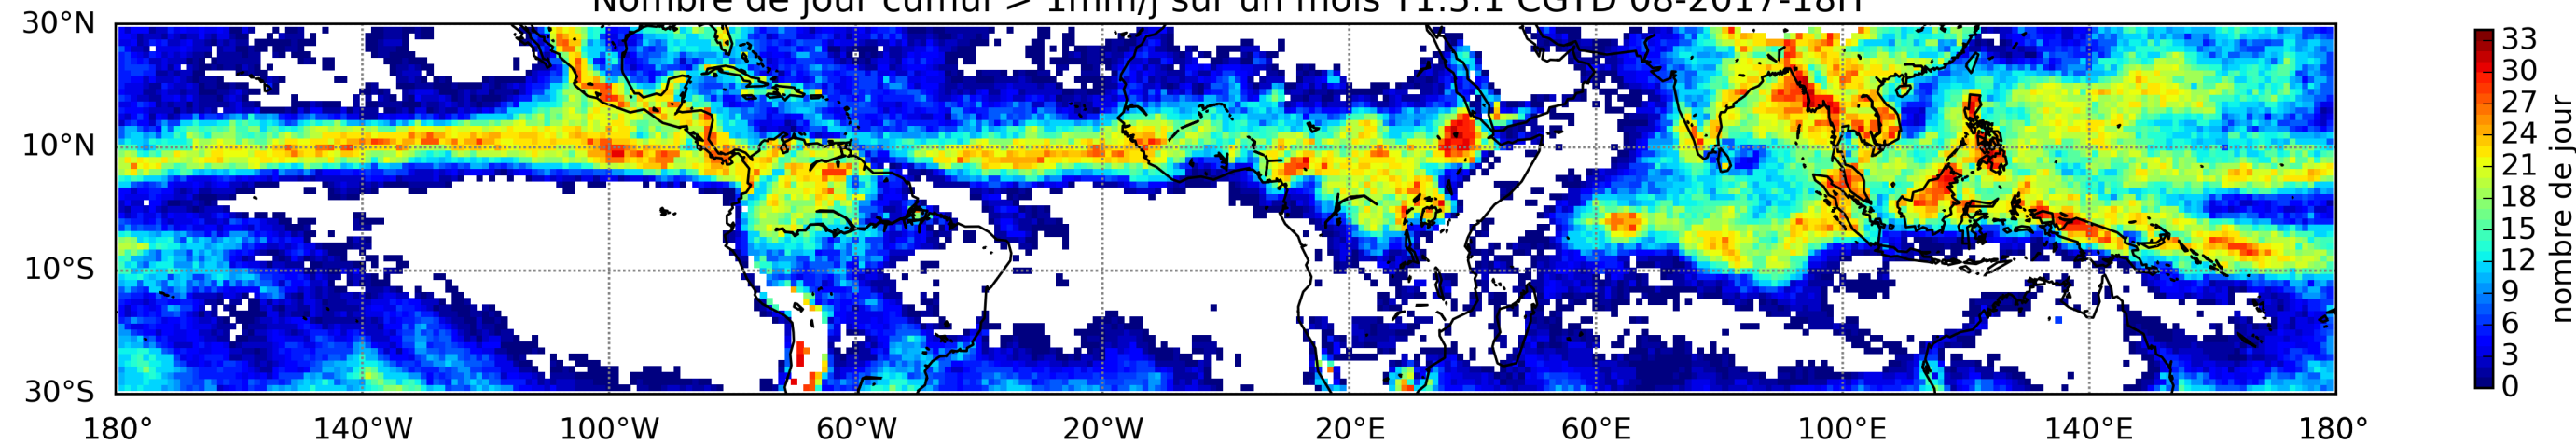 Nombre de jour cumul > 1mm/j sur un mois T1.5.1 CGTD 08-2017-18H
30°N
10°N
10°S
30°S
180° 140°W 100°W 60°W 20°W 20°E 60°E 100°E 140°E 180°
33
30
27
24
21
18
15
12
9
6
3
0
nombre de jour